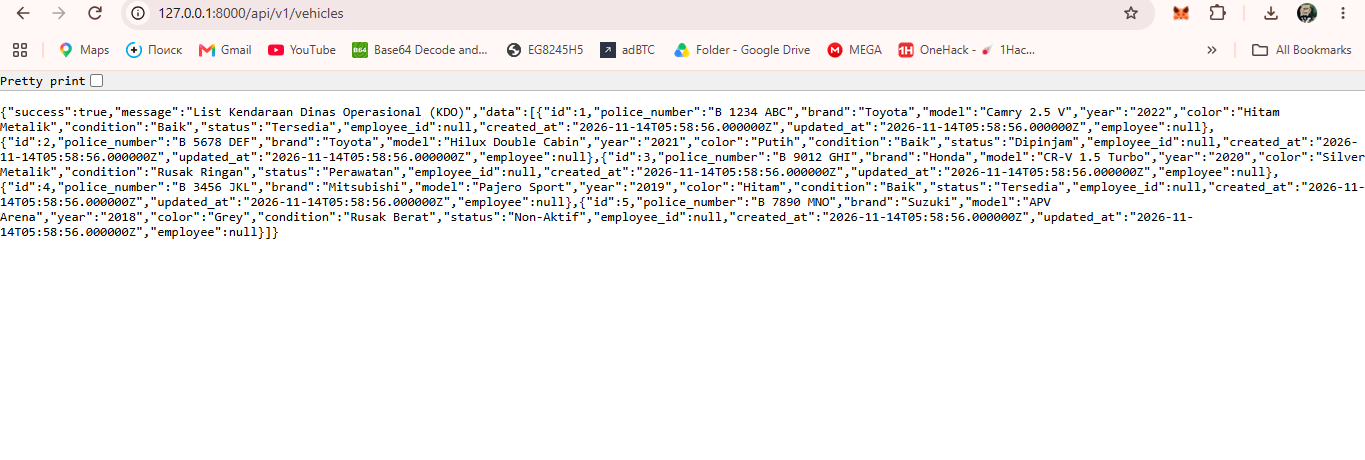 127.0.0.1:8000/api/v1/vehicles
Maps Поиск Gmail YouTube Base64 Decode and... EG8245H5 adBTC Folder - Google Drive MEGA OneHack - 1Hac... » All Bookmarks
Pretty print
{"success":true,"message":"List Kendaraan Dinas Operasional (KDO)","data":[{"id":1,"police_number":"B 1234 ABC","brand":"Toyota","model":"Camry 2.5 V","year":"2022","color":"Hitam
Metalik","condition":"Baik","status":"Tersedia","employee_id":null,"created_at":"2026-11-14T05:58:56.000000Z","updated_at":"2026-11-14T05:58:56.000000Z","employee":null},
{"id":2,"police_number":"B 5678 DEF","brand":"Toyota","model":"Hilux Double Cabin","year":"2021","color":"Putih","condition":"Baik","status":"Dipinjam","employee_id":null,"created_at":"2026-
11-14T05:58:56.000000Z","updated_at":"2026-11-14T05:58:56.000000Z","employee":null},{"id":3,"police_number":"B 9012 GHI","brand":"Honda","model":"CR-V 1.5 Turbo","year":"2020","color":"Silver
Metalik","condition":"Rusak Ringan","status":"Perawatan","employee_id":null,"created_at":"2026-11-14T05:58:56.000000Z","updated_at":"2026-11-14T05:58:56.000000Z","employee":null},
{"id":4,"police_number":"B 3456 JKL","brand":"Mitsubishi","model":"Pajero Sport","year":"2019","color":"Hitam","condition":"Baik","status":"Tersedia","employee_id":null,"created_at":"2026-11-
14T05:58:56.000000Z","updated_at":"2026-11-14T05:58:56.000000Z","employee":null},{"id":5,"police_number":"B 7890 MNO","brand":"Suzuki","model":"APV
Arena","year":"2018","color":"Grey","condition":"Rusak Berat","status":"Non-Aktif","employee_id":null,"created_at":"2026-11-14T05:58:56.000000Z","updated_at":"2026-11-
14T05:58:56.000000Z","employee":null}]}